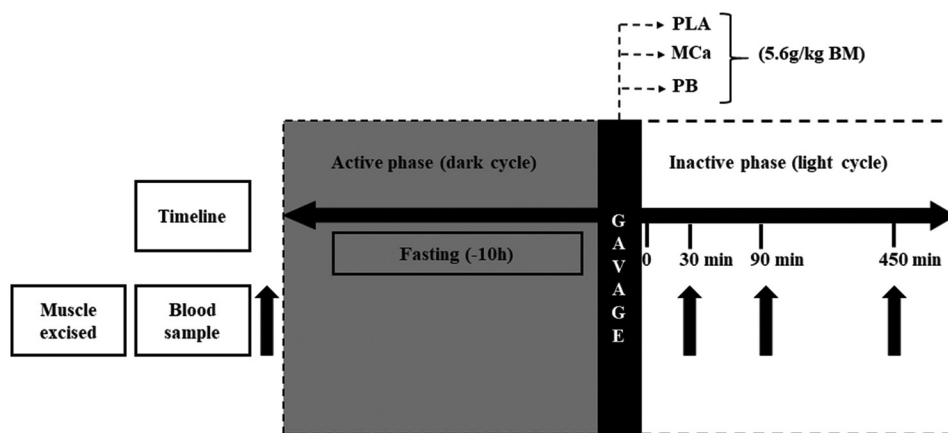 PLA
MCa
PB
(5.6g/kg BM)
Active phase (dark cycle)
Inactive phase (light cycle)
Timeline
GAVAGE
Fasting (-10h)
0
30 min
90 min
450 min
Muscle
excised
Blood
sample